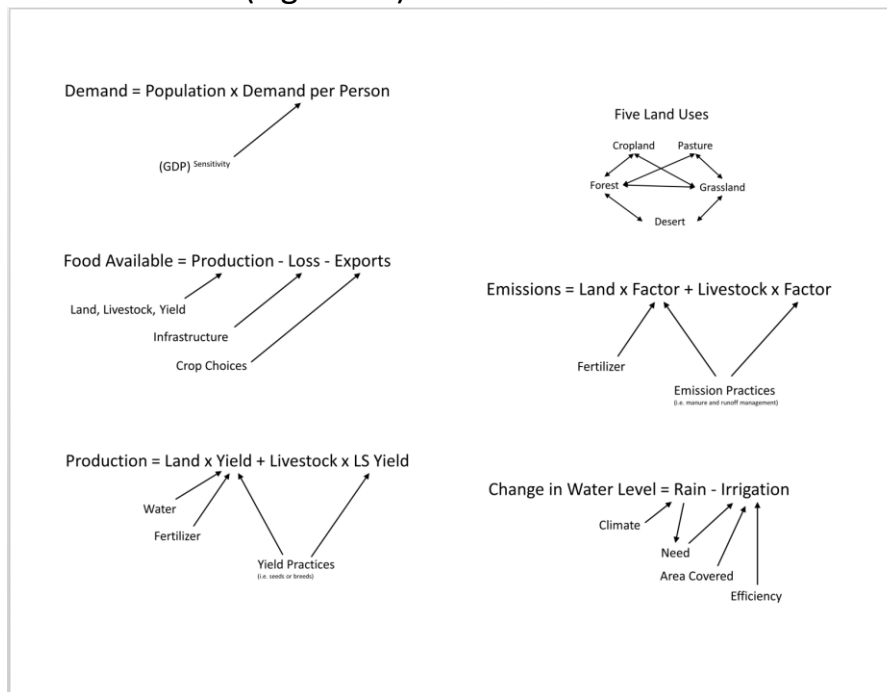 Demand = Population x Demand per Person
(GDP) Sensitivity
Food Available = Production - Loss - Exports
Land, Livestock, Yield
Infrastructure
Crop Choices
Production = Land x Yield + Livestock x LS Yield
Water
Fertilizer
Yield Practices
(i.e. seeds or breeds)
Five Land Uses
Cropland Pasture
Forest Grassland
Desert
Emissions = Land x Factor + Livestock x Factor
Fertilizer
Emission Practices
(i.e. manure and runoff management)
Change in Water Level = Rain - Irrigation
Climate
Need
Area Covered
Efficiency